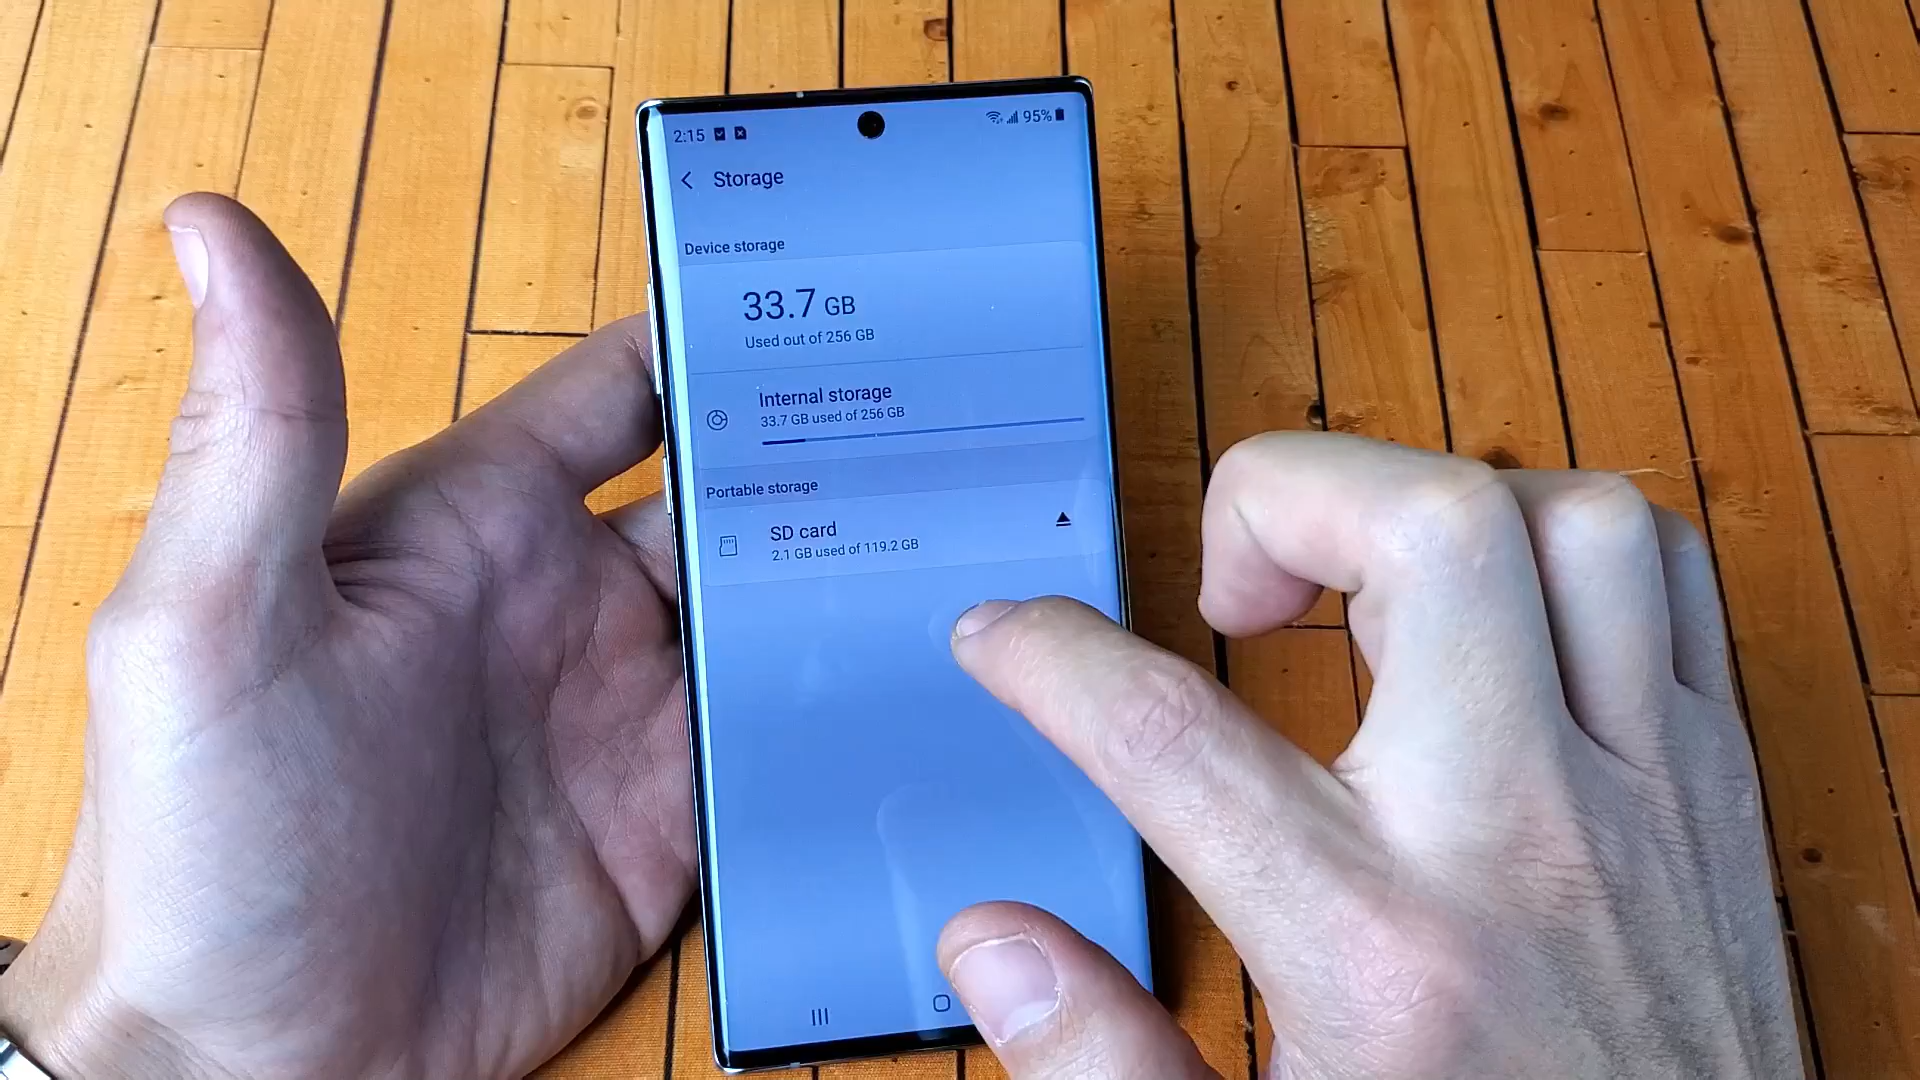 2:15 95%
Storage
Device storage
33.7 GB
Used out of 256 GB
Internal storage
33.7 GB used of 256 GB
Portable storage
SD card
2.1 GB used of 119.2 GB